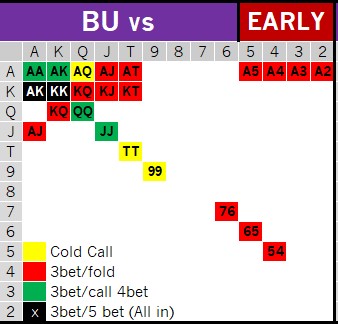 BU vs EARLY
A K Q J T 9 8 7 6 5 4 3 2
A AA AK AQ AJ AT A5 A4 A3 A2
K AK KK KQ KJ KT
Q KQ QQ
J AJ JJ
T TT
9 99
8
7 76
6 65
5 Cold Call 54
4 3bet/fold
3 3bet/call 4bet
2 x 3bet/5 bet (All in)